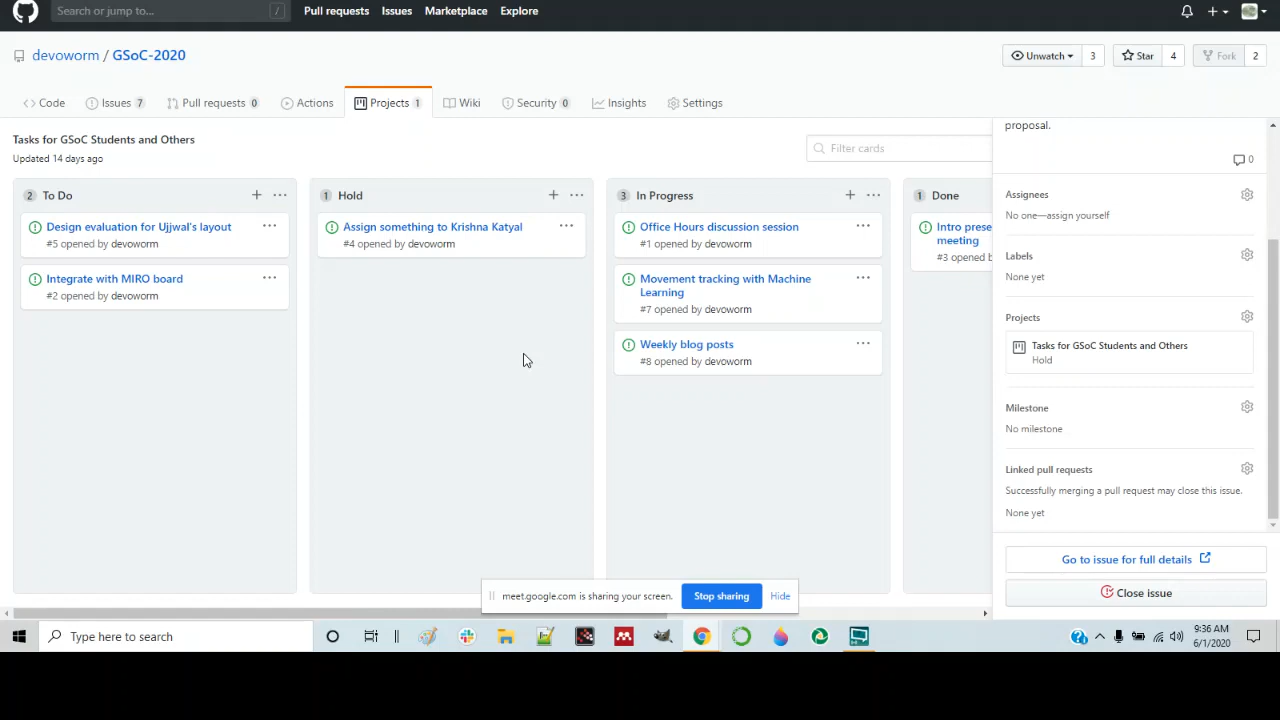 Search or jump to...
/
Pull requests
Issues
Marketplace
Explore
devoworm / GSoC-2020
Unwatch 3
Star 4
Fork 2
Code
Issues 7
Pull requests 0
Actions
Projects 1
Wiki
Security 0
Insights
Settings
Tasks for GSoC Students and Others
Updated 14 days ago
Filter cards
2 To Do
Design evaluation for Ujjwal's layout
#5 opened by devoworm
Integrate with MIRO board
#2 opened by devoworm
1 Hold
Assign something to Krishna Katyal
#4 opened by devoworm
3 In Progress
Office Hours discussion session
#1 opened by devoworm
Movement tracking with Machine
Learning
#7 opened by devoworm
Weekly blog posts
#8 opened by devoworm
1 Done
Intro prese
meeting
#3 opened b
proposal.
0
Assignees
No one—assign yourself
Labels
None yet
Projects
Tasks for GSoC Students and Others
Hold
Milestone
No milestone
Linked pull requests
Successfully merging a pull request may close this issue.
None yet
Go to issue for full details
Close issue
meet.google.com is sharing your screen.
Stop sharing
Hide
Type here to search
9:36 AM
6/1/2020